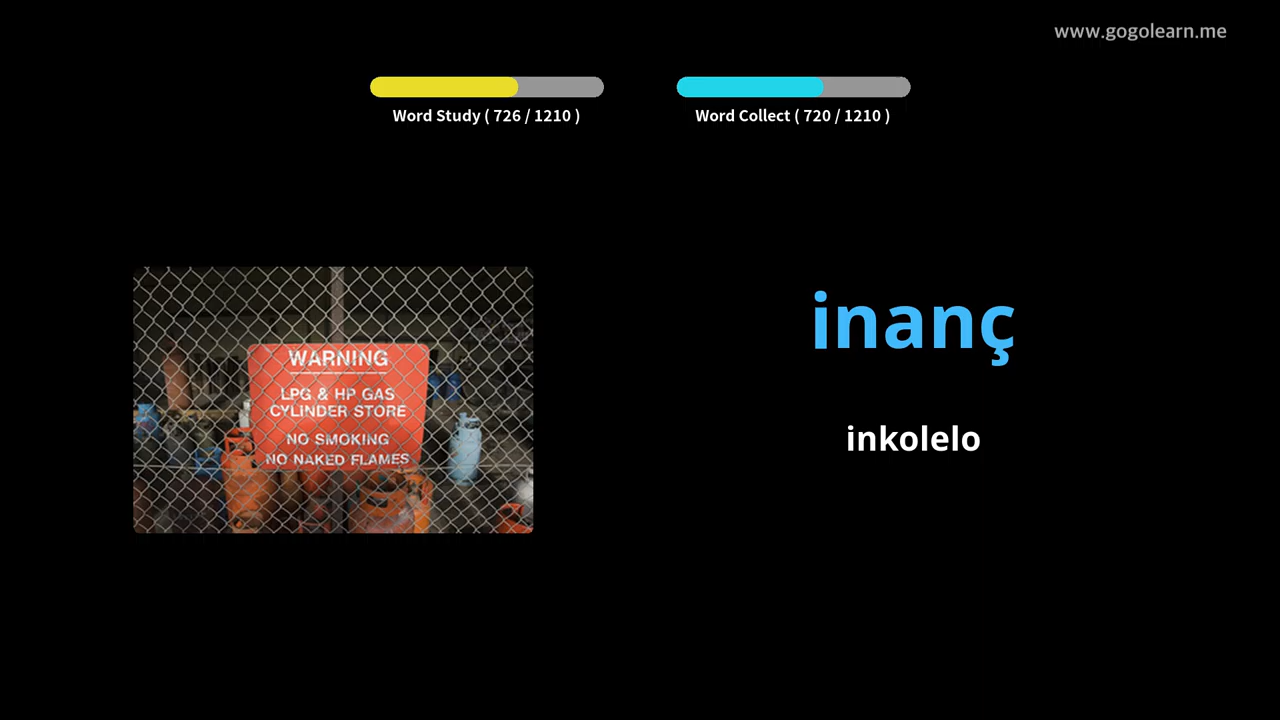 www.gogolearn.me
Word Study ( 726 / 1210 )
Word Collect ( 720 / 1210 )
WARNING
LPG & HP GAS
CYLINDER STORE
NO SMOKING
NO NAKED FLAMES
inanç
inkolelo